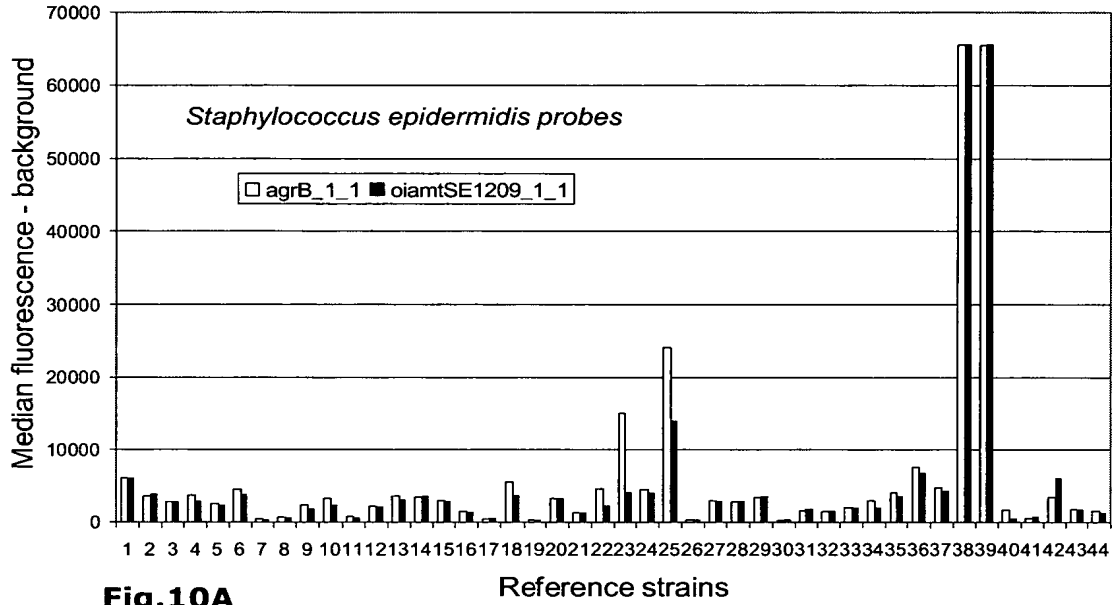 70000
60000
50000
40000
30000
20000
10000
0
Median fluorescence - background
Staphylococcus epidermidis probes
agrB_1_1 oiamtSE1209_1_1
1 2 3 4 5 6 7 8 9 10 11 12 13 14 15 16 17 18 19 20 21 22 23 24 25 26 27 28 29 30 31 32 33 34 35 36 37 38 39 40 41 42 43 44
Reference strains
Fig.10A